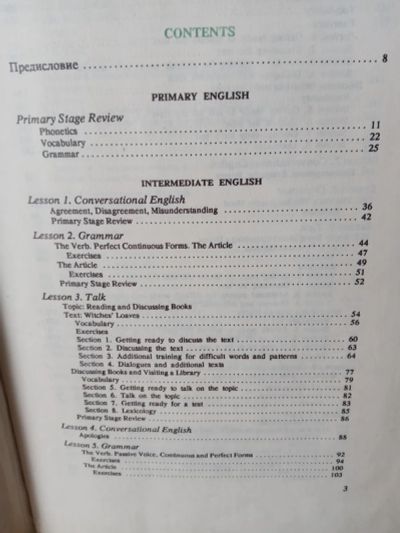 CONTENTS
Предисловие 8
PRIMARY ENGLISH
Primary Stage Review
Phonetics 11
Vocabulary 22
Grammar 25
INTERMEDIATE ENGLISH
Lesson 1. Conversational English
Agreement, Disagreement, Misunderstanding 36
Primary Stage Review 42
Lesson 2. Grammar
The Verb. Perfect Continuous Forms. The Article 44
Exercises 47
The Article 49
Exercises 51
Primary Stage Review 52
Lesson 3. Talk
Topic: Reading and Discussing Books
Text: Witches' Loaves 54
Vocabulary 56
Exercises
Section 1. Getting ready to discuss the text 60
Section 2. Discussing the text 63
Section 3. Additional training for difficult words and patterns 64
Section 4. Dialogues and additional texts
Discussing Books and Visiting a Library 77
Vocabulary 79
Section 5. Getting ready to talk on the topic 81
Section 6. Talk on the topic 82
Section 7. Getting ready for a test 83
Section 8. Lexicology 85
Primary Stage Review 86
Lesson 4. Conversational English
Apologies 88
Lesson 5. Grammar
The Verb. Passive Voice, Continuous and Perfect Forms 92
Exercises 94
The Article 100
Exercises 103
3